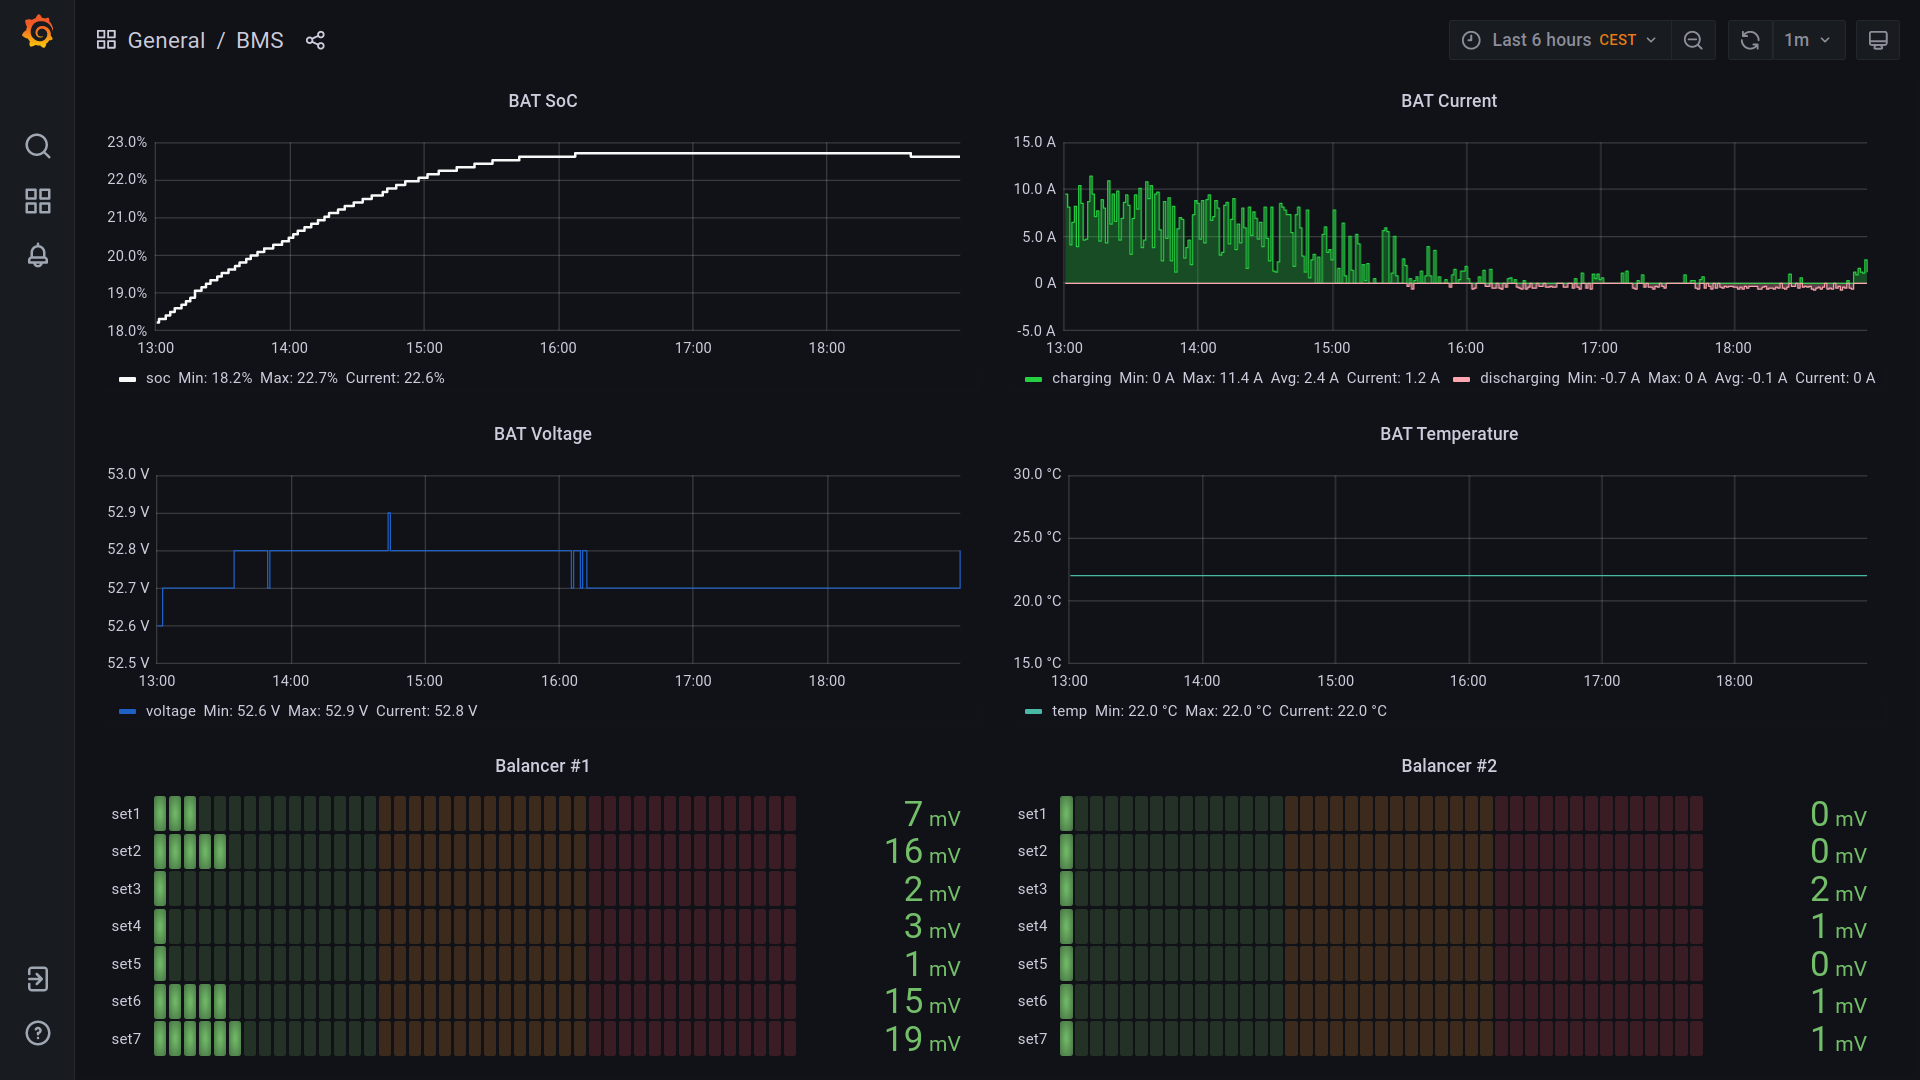 General / BMS
Last 6 hours CEST
1m
BAT SoC
23.0%
22.0%
21.0%
20.0%
19.0%
18.0%
13:00 14:00 15:00 16:00 17:00 18:00
soc Min: 18.2% Max: 22.7% Current: 22.6%
BAT Current
15.0 A
10.0 A
5.0 A
0 A
-5.0 A
13:00 14:00 15:00 16:00 17:00 18:00
charging Min: 0 A Max: 11.4 A Avg: 2.4 A Current: 1.2 A discharging Min: -0.7 A Max: 0 A Avg: -0.1 A Current: 0 A
BAT Voltage
53.0 V
52.9 V
52.8 V
52.7 V
52.6 V
52.5 V
13:00 14:00 15:00 16:00 17:00 18:00
voltage Min: 52.6 V Max: 52.9 V Current: 52.8 V
BAT Temperature
30.0 °C
25.0 °C
20.0 °C
15.0 °C
13:00 14:00 15:00 16:00 17:00 18:00
temp Min: 22.0 °C Max: 22.0 °C Current: 22.0 °C
Balancer #1
set1 7 mV
set2 16 mV
set3 2 mV
set4 3 mV
set5 1 mV
set6 15 mV
set7 19 mV
Balancer #2
set1 0 mV
set2 0 mV
set3 2 mV
set4 1 mV
set5 0 mV
set6 1 mV
set7 1 mV